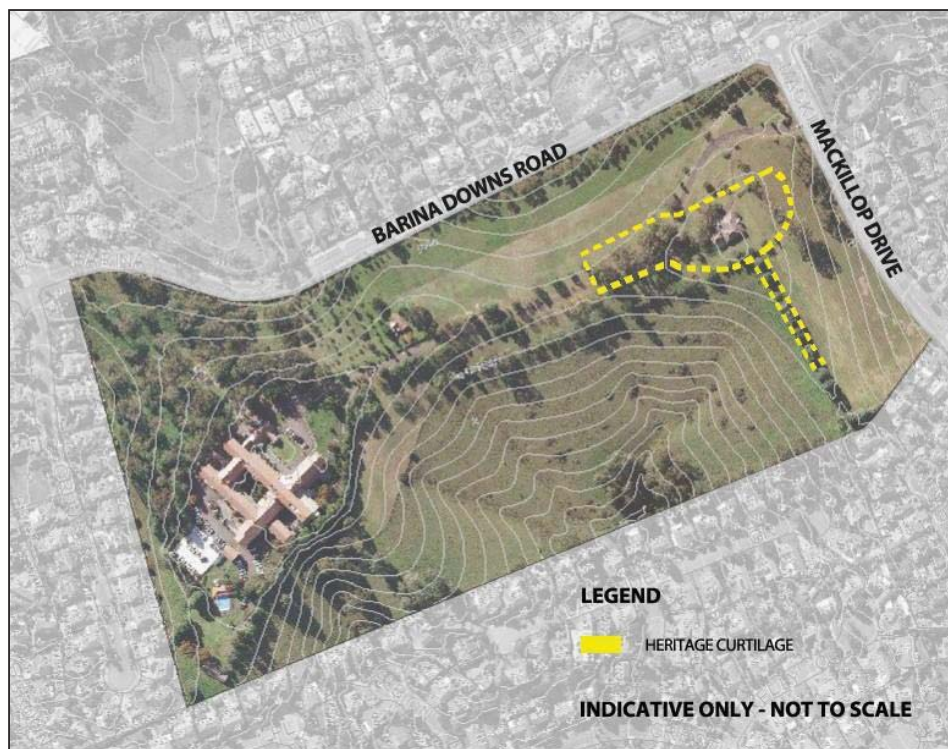 BARINA DOWNS ROAD
MACKILLOP DRIVE
LEGEND
HERITAGE CURTILAGE
INDICATIVE ONLY - NOT TO SCALE